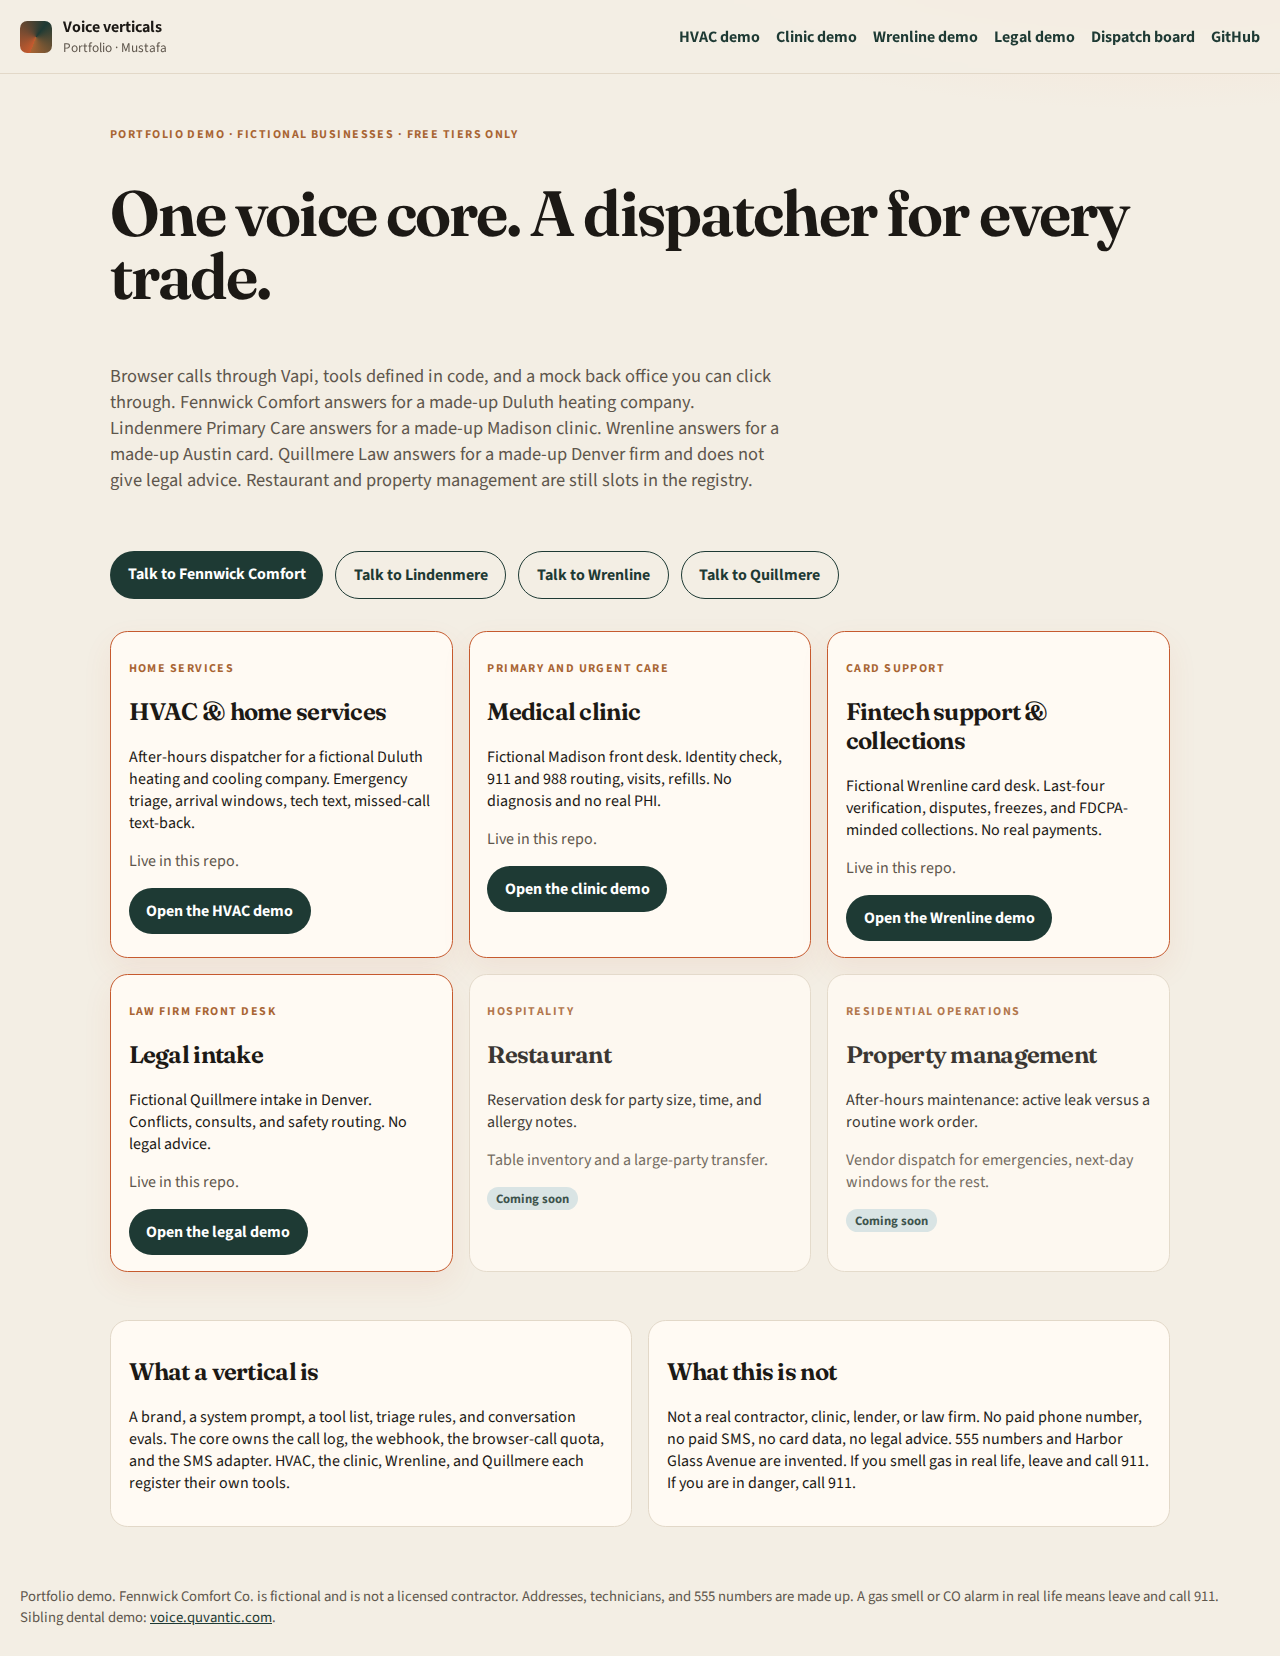 Voice verticals
Portfolio · Mustafa
HVAC demo Clinic demo Wrenline demo Legal demo Dispatch board GitHub
PORTFOLIO DEMO · FICTIONAL BUSINESSES · FREE TIERS ONLY
One voice core. A dispatcher for every
trade.
Browser calls through Vapi, tools defined in code, and a mock back office you can click
through. Fennwick Comfort answers for a made-up Duluth heating company.
Lindenmere Primary Care answers for a made-up Madison clinic. Wrenline answers for a
made-up Austin card. Quillmere Law answers for a made-up Denver firm and does not
give legal advice. Restaurant and property management are still slots in the registry.
Talk to Fennwick Comfort
Talk to Lindenmere
Talk to Wrenline
Talk to Quillmere
HOME SERVICES
HVAC & home services
After-hours dispatcher for a fictional Duluth
heating and cooling company. Emergency
triage, arrival windows, tech text, missed-call
text-back.
Live in this repo.
Open the HVAC demo
PRIMARY AND URGENT CARE
Medical clinic
Fictional Madison front desk. Identity check,
911 and 988 routing, visits, refills. No
diagnosis and no real PHI.
Live in this repo.
Open the clinic demo
CARD SUPPORT
Fintech support &
collections
Fictional Wrenline card desk. Last-four
verification, disputes, freezes, and FDCPA-
minded collections. No real payments.
Live in this repo.
Open the Wrenline demo
LAW FIRM FRONT DESK
Legal intake
Fictional Quillmere intake in Denver.
Conflicts, consults, and safety routing. No
legal advice.
Live in this repo.
Open the legal demo
HOSPITALITY
Restaurant
Reservation desk for party size, time, and
allergy notes.
Table inventory and a large-party transfer.
Coming soon
RESIDENTIAL OPERATIONS
Property management
After-hours maintenance: active leak versus a
routine work order.
Vendor dispatch for emergencies, next-day
windows for the rest.
Coming soon
What a vertical is
A brand, a system prompt, a tool list, triage rules, and conversation
evals. The core owns the call log, the webhook, the browser-call quota,
and the SMS adapter. HVAC, the clinic, Wrenline, and Quillmere each
register their own tools.
What this is not
Not a real contractor, clinic, lender, or law firm. No paid phone number,
no paid SMS, no card data, no legal advice. 555 numbers and Harbor
Glass Avenue are invented. If you smell gas in real life, leave and call 911.
If you are in danger, call 911.
Portfolio demo. Fennwick Comfort Co. is fictional and is not a licensed contractor. Addresses, technicians, and 555 numbers are made up. A gas smell or CO alarm in real life means leave and call 911.
Sibling dental demo: voice.quvantic.com.